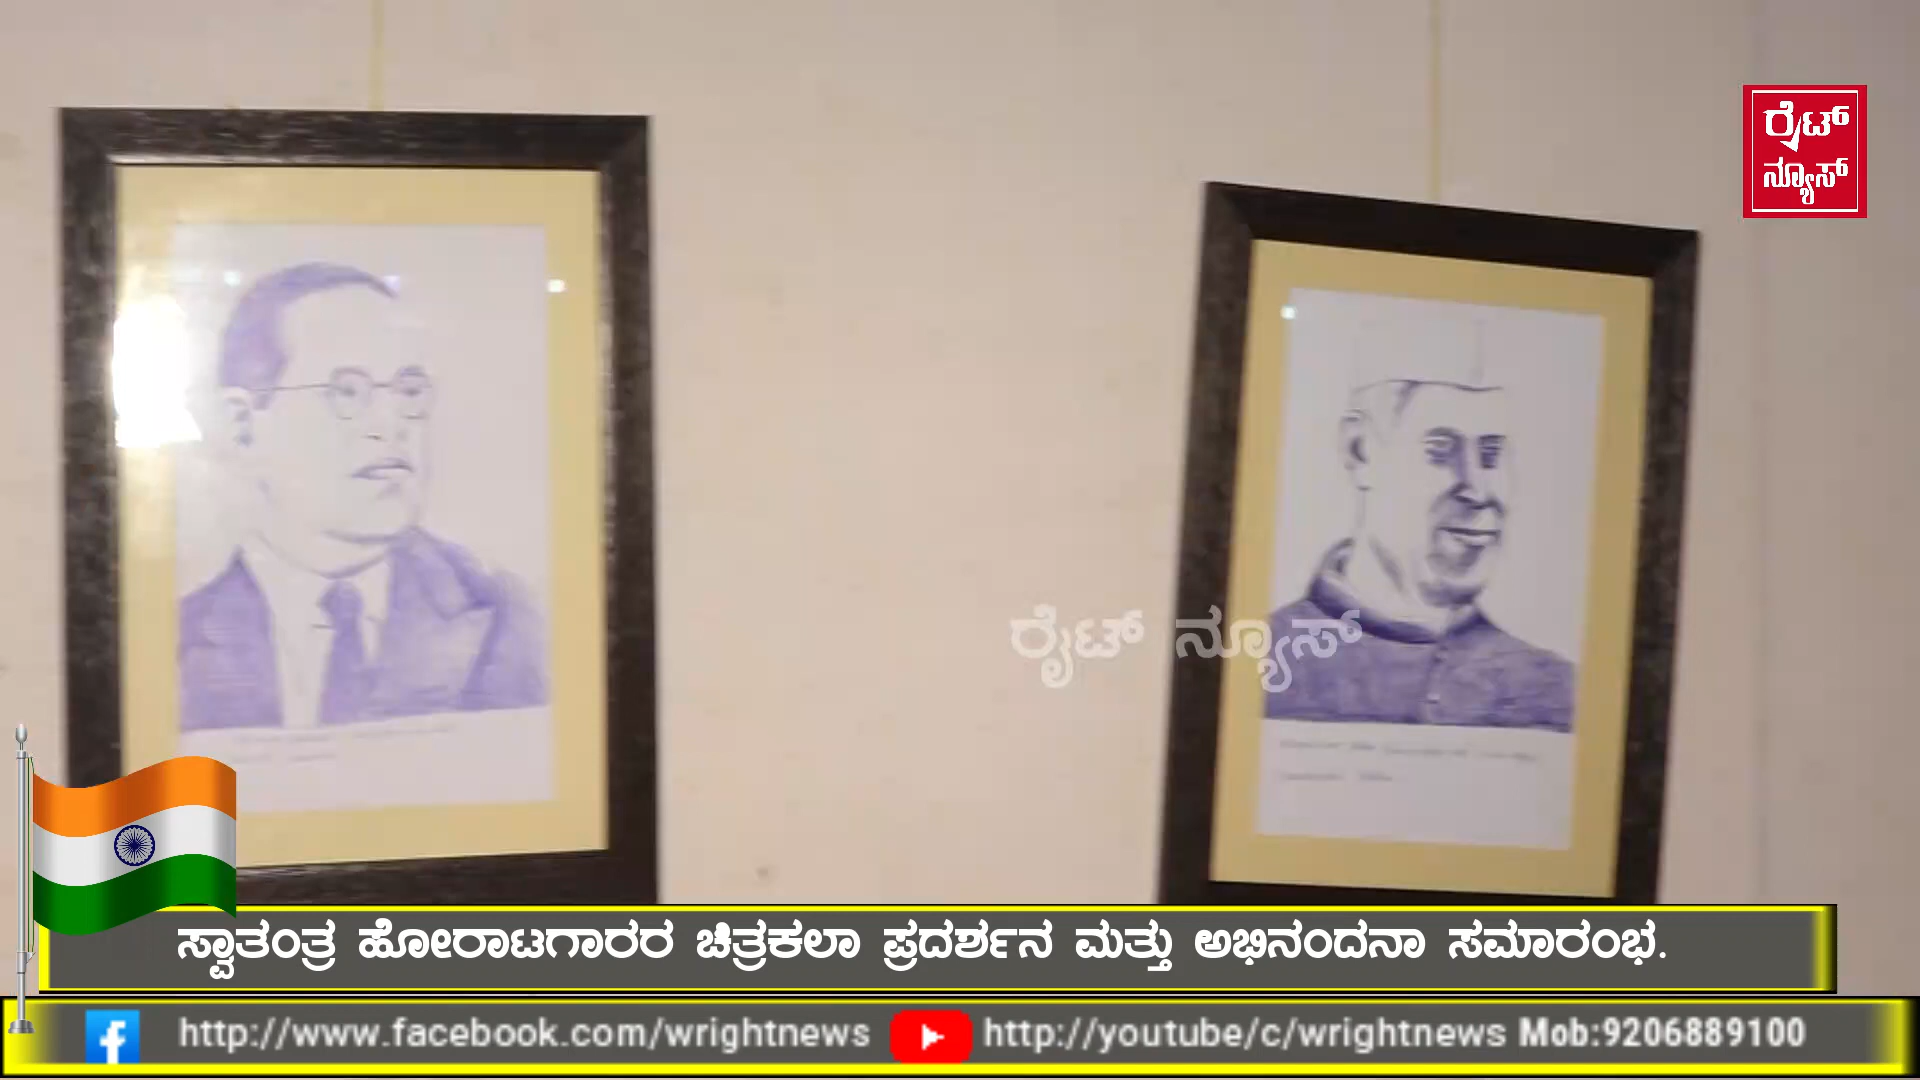 ರೈಟ್
ನ್ಯೂಸ್
ರೈಟ್ ನ್ಯೂಸ್
ಸ್ವಾತಂತ್ರ ಹೋರಾಟಗಾರರ ಚಿತ್ರಕಲಾ ಪ್ರದರ್ಶನ ಮತ್ತು ಅಭಿನಂದನಾ ಸಮಾರಂಭ.
http://www.facebook.com/wrightnews http://youtube/c/wrightnews Mob:9206889100